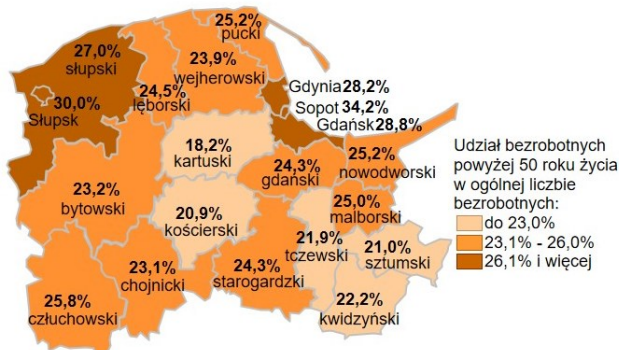 25,2%
pucki
27,0%
słupski
23,9%
wejherowski
24,5%
lęborski
Gdynia 28,2%
Sopot 34,2%
Gdańsk 28,8%
30,0%
Słupsk
18,2%
kartuski
24,3%
gdański
25,2%
nowodworski
23,2%
bytowski
20,9%
kościerski
25,0%
malborski
21,9%
tczewski
21,0%
sztumski
23,1%
chojnicki
24,3%
starogardzki
25,8%
człuchowski
22,2%
kwidzyński
Udział bezrobotnych
powyżej 50 roku życia
w ogólnej liczbie
bezrobotnych:
do 23,0%
23,1% - 26,0%
26,1% i więcej